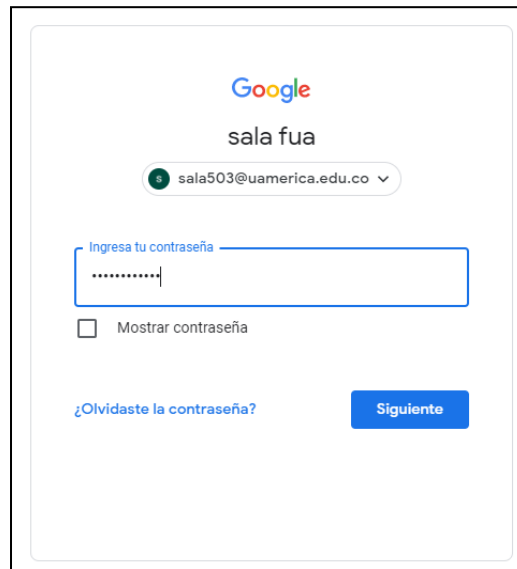 Google
sala fua
s sala503@uamerica.edu.co
Ingresa tu contraseña
••••••••••••
Mostrar contraseña
¿Olvidaste la contraseña? Siguiente